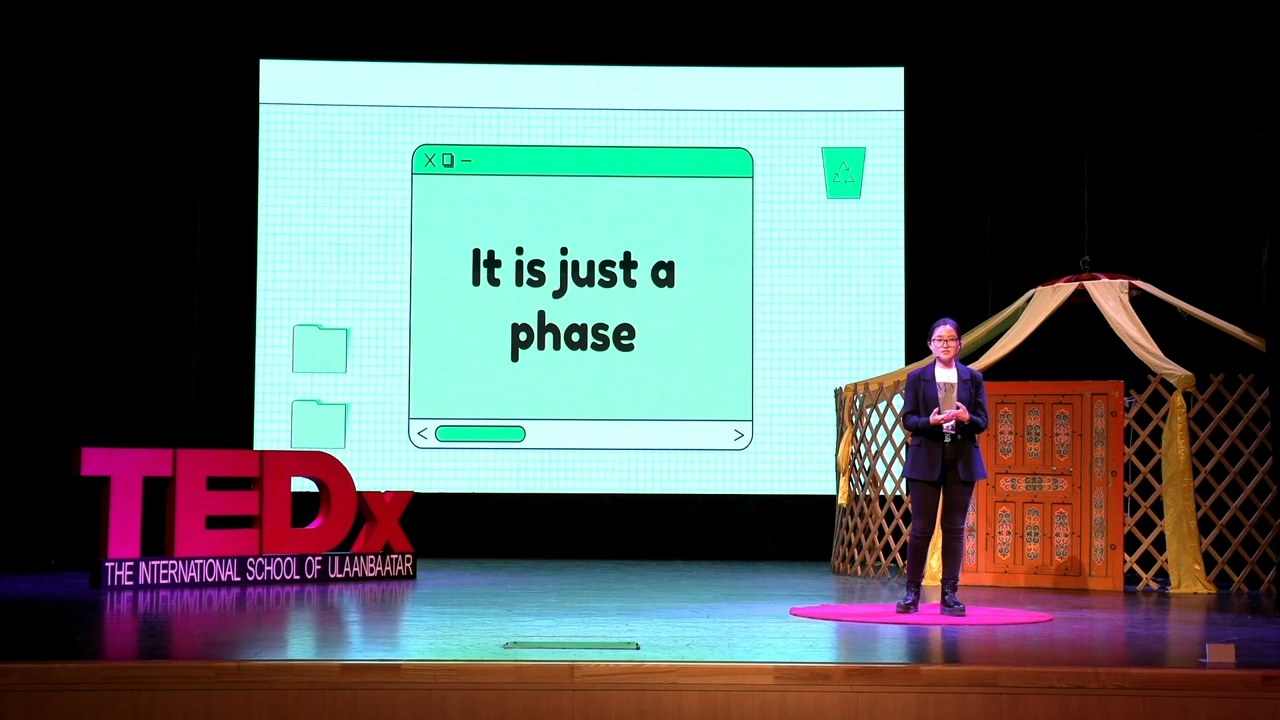 It is just a
phase
TEDx
THE INTERNATIONAL SCHOOL OF ULAANBAATAR